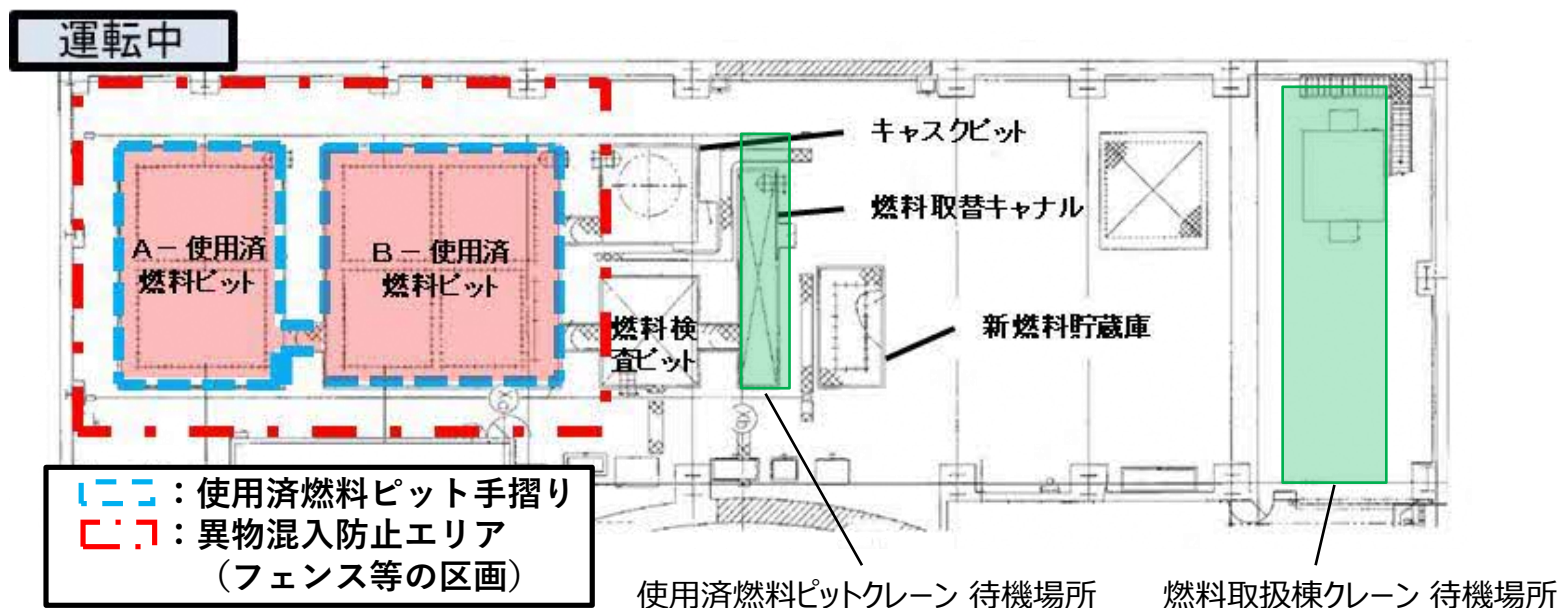 運転中
キャスクピット
燃料取替キャナル
A－使用済
燃料ピット
B－使用済
燃料ピット
燃料検
査ピット
新燃料貯蔵庫
：使用済燃料ピット手摺り
：異物混入防止エリア
（フェンス等の区画）
使用済燃料ピットクレーン 待機場所
燃料取扱棟クレーン 待機場所